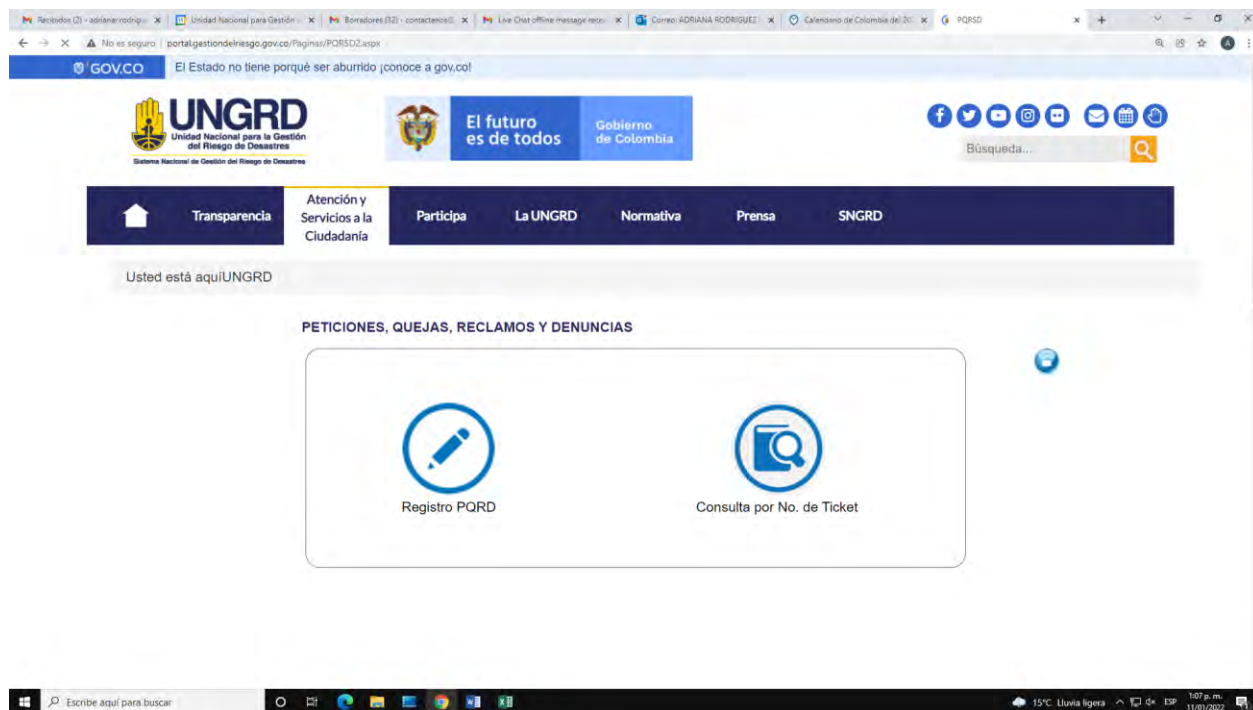 Recibidos (2) - adriana.rodrigu
Unidad Nacional para Gestión
Borradores (32) - contactenos
Live Chat offline message rece
Correo: ADRIANA RODRIGUEZ
Calendario de Colombia del 20
PQRSD
No es seguro
portal.gestiondelriesgo.gov.co/Paginas/PQRSD2.aspx
GOV.CO
El Estado no tiene porqué ser aburrido ¡conoce a gov.co!
UNGRD
Unidad Nacional para la Gestión
del Riesgo de Desastres
Sistema Nacional de Gestión del Riesgo de Desastres
El futuro
es de todos
Gobierno
de Colombia
Búsqueda...
Transparencia
Atención y
Servicios a la
Ciudadanía
Participa
La UNGRD
Normativa
Prensa
SNGRD
Usted está aquíUNGRD
PETICIONES, QUEJAS, RECLAMOS Y DENUNCIAS
Registro PQRD
Consulta por No. de Ticket
Escribe aquí para buscar
15°C Lluvia ligera
ESP
1:07 p. m.
11/01/2022